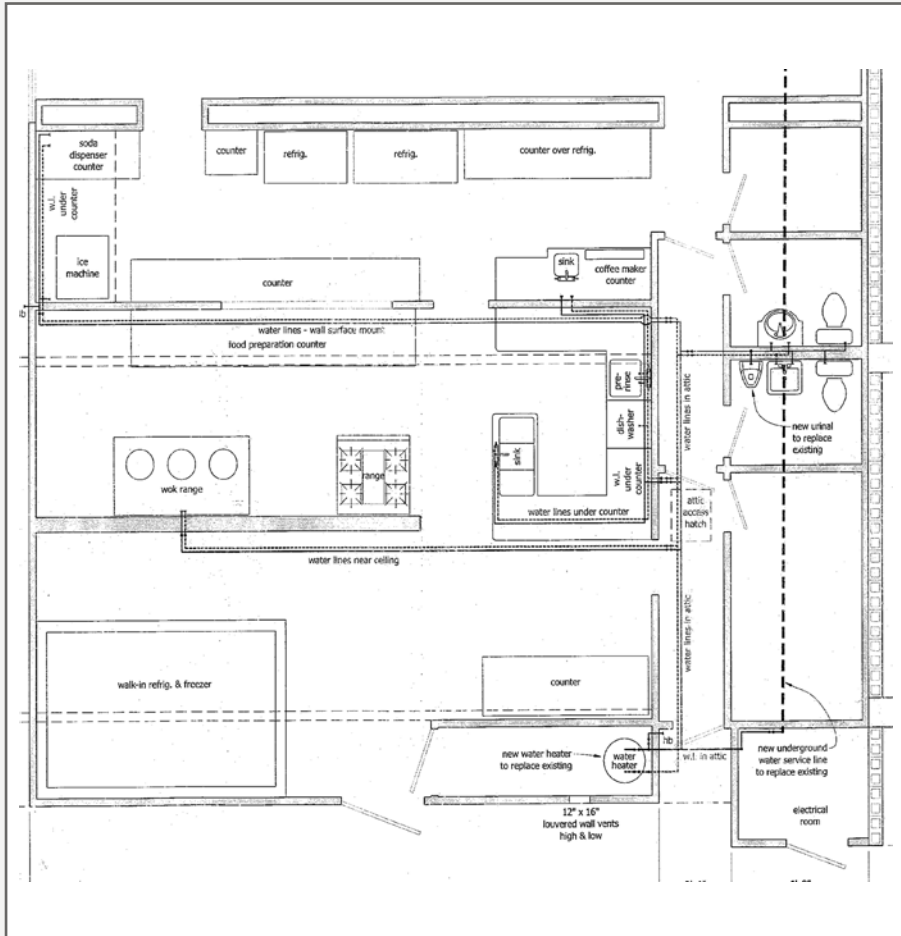 soda
dispenser
counter
counter
refrig.
refrig.
counter over refrig.
w.l.
under
counter
ice
machine
counter
sink
coffee maker
counter
water lines - wall surface mount
food preparation counter
pre-
rinse
dish-
washer
w.l.
under
counter
sink
water lines under counter
wok range
range
water lines in attic
new urinal
to replace
existing
attic
access
hatch
water lines near ceiling
water lines in attic
walk-in refrig. & freezer
counter
new water heater
to replace existing
water
heater
hb
w.l. in attic
new underground
water service line
to replace existing
12" x 16"
louvered wall vents
high & low
electrical
room